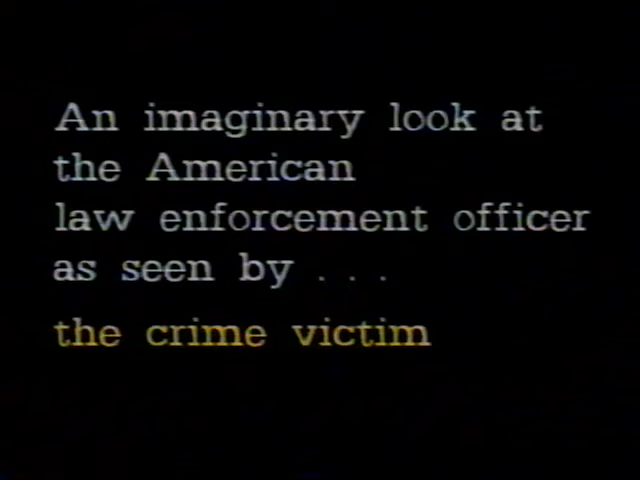 An imaginary look at
the American
law enforcement officer
as seen by . . .
the crime victim